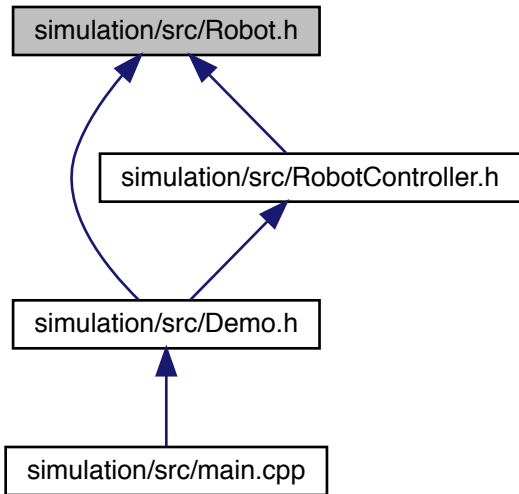 simulation/src/Robot.h
simulation/src/RobotController.h
simulation/src/Demo.h
simulation/src/main.cpp